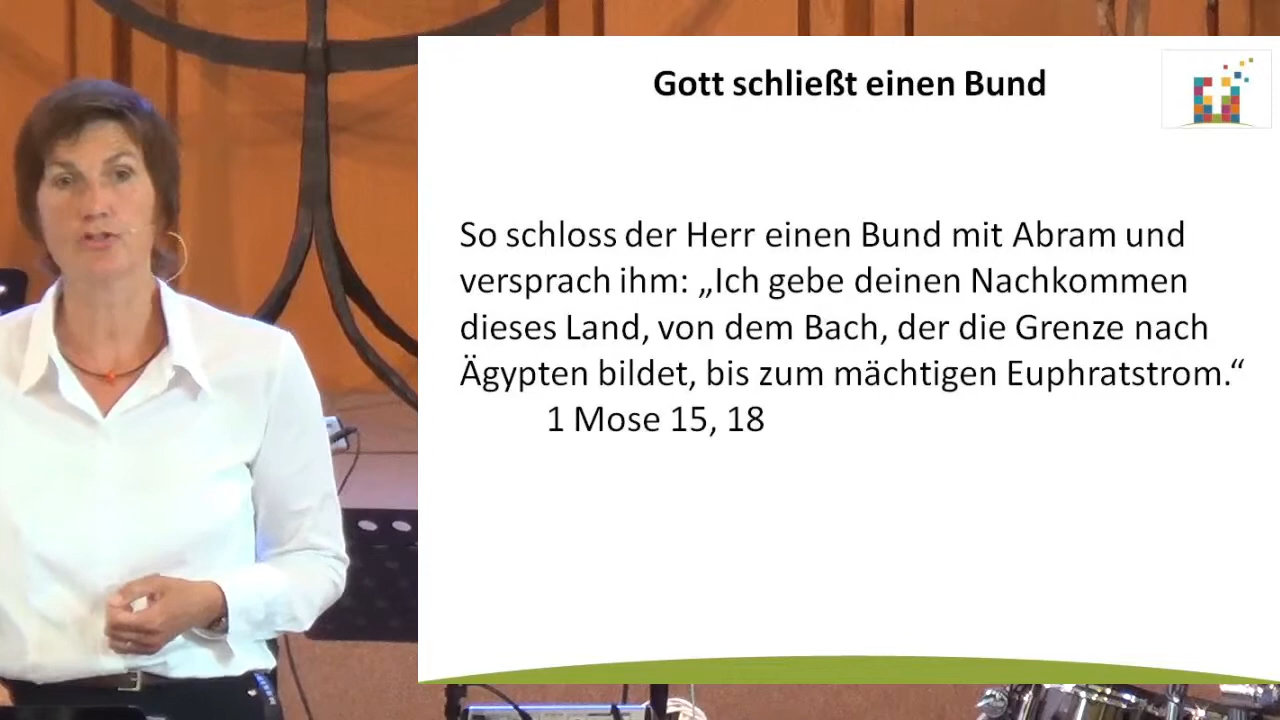 Gott schließt einen Bund
So schloss der Herr einen Bund mit Abram und
versprach ihm: „Ich gebe deinen Nachkommen
dieses Land, von dem Bach, der die Grenze nach
Ägypten bildet, bis zum mächtigen Euphratstrom.“
1 Mose 15, 18